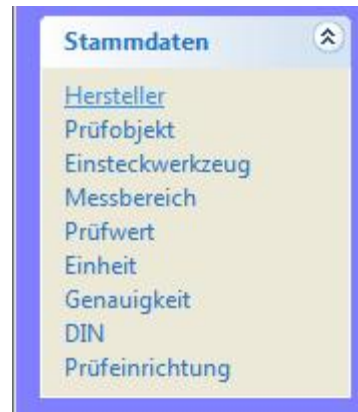 Stammdaten
Hersteller
Prüfobjekt
Einsteckwerkzeug
Messbereich
Prüfwert
Einheit
Genauigkeit
DIN
Prüfeinrichtung